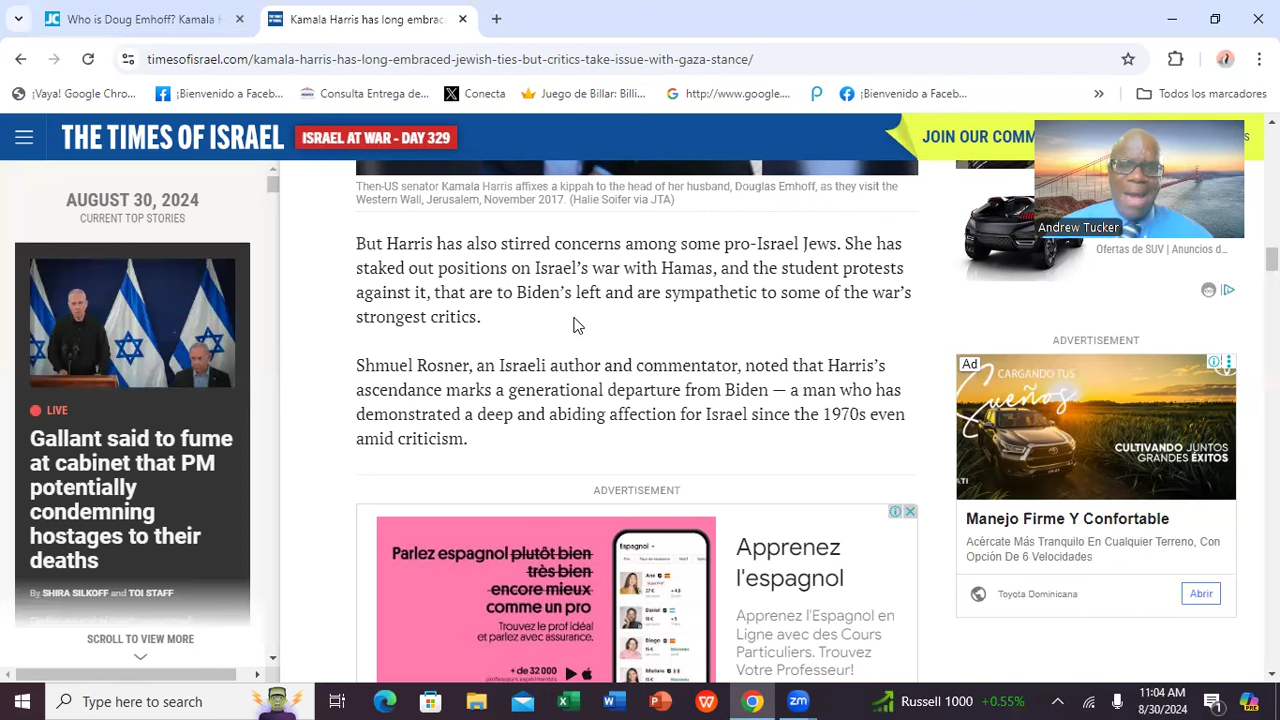 Who is Doug Emhoff? Kamala
Kamala Harris has long embrac
timesofisrael.com/kamala-harris-has-long-embraced-jewish-ties-but-critics-take-issue-with-gaza-stance/
¡Vaya! Google Chro...
¡Bienvenido a Faceb...
Consulta Entrega de...
Conecta
Juego de Billar: Billi...
http://www.google....
¡Bienvenido a Faceb...
Todos los marcadores
THE TIMES OF ISRAEL
ISRAEL AT WAR - DAY 329
JOIN OUR COMM
AUGUST 30, 2024
CURRENT TOP STORIES
LIVE
Gallant said to fume
at cabinet that PM
potentially
condemning
hostages to their
deaths
By SHIRA SILKOFF and TOI STAFF
SCROLL TO VIEW MORE
Then-US senator Kamala Harris affixes a kippah to the head of her husband, Douglas Emhoff, as they visit the
Western Wall, Jerusalem, November 2017. (Halie Soifer via JTA)
But Harris has also stirred concerns among some pro-Israel Jews. She has
staked out positions on Israel’s war with Hamas, and the student protests
against it, that are to Biden’s left and are sympathetic to some of the war’s
strongest critics.
Shmuel Rosner, an Israeli author and commentator, noted that Harris’s
ascendance marks a generational departure from Biden — a man who has
demonstrated a deep and abiding affection for Israel since the 1970s even
amid criticism.
ADVERTISEMENT
Parlez espagnol plutôt bien
très bien
encore mieux
comme un pro
Trouvez le prof idéal
et parlez avec assurance.
+ de 32 000
professeurs expérimentés
Español
Apprenez
l'espagnol
Apprenez l'Espagnol en
Ligne avec des Cours
Particuliers. Trouvez
Votre Professeur!
Andrew Tucker
Ofertas de SUV | Anuncios d...
ADVERTISEMENT
Ad
CARGANDO TUS
Sueños
CULTIVANDO JUNTOS
GRANDES ÉXITOS
Manejo Firme Y Confortable
Acércate Más Tranquilo En Cualquier Terreno, Con
Opción De 6 Velocidades
Toyota Dominicana
Abrir
Type here to search
Russell 1000 +0.55%
11:04 AM
8/30/2024